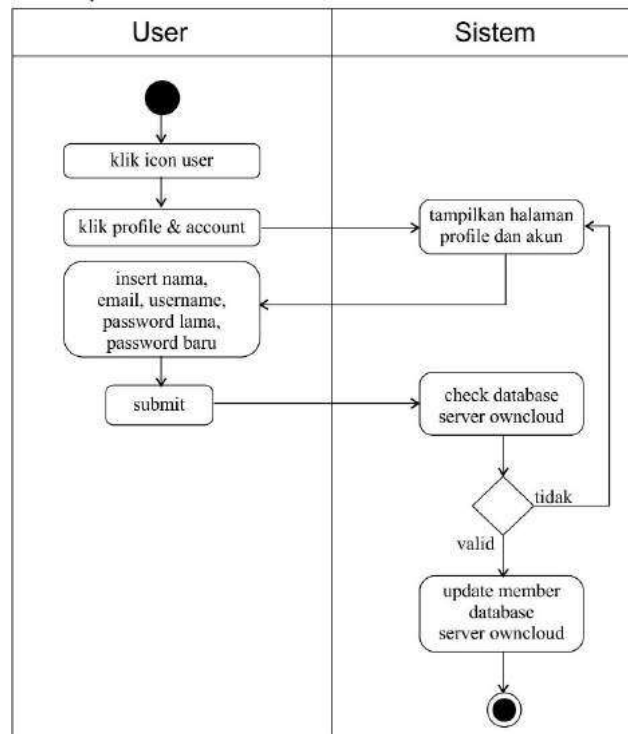 User
Sistem
klik icon user
klik profile & account
tampilkan halaman
profile dan akun
insert nama,
email, username,
password lama,
password baru
submit
check database
server owncloud
tidak
valid
update member
database
server owncloud